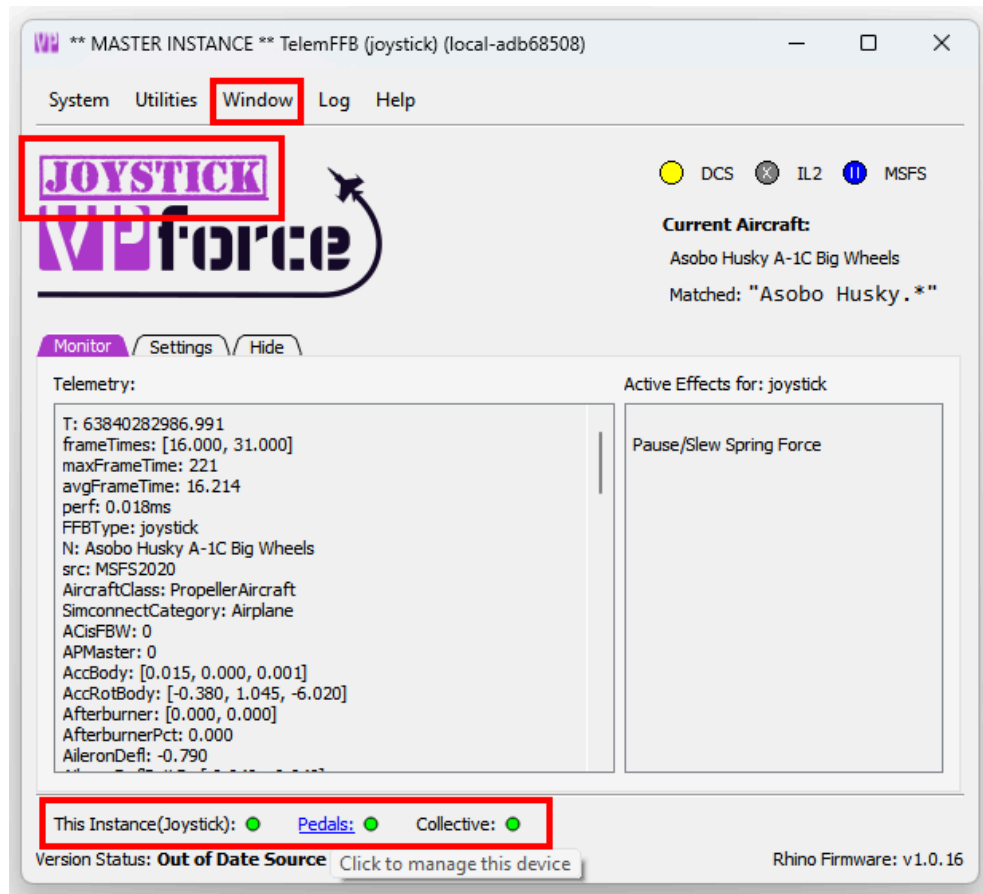 ** MASTER INSTANCE ** TelemFFB (joystick) (local-adb68508)
System Utilities Window Log Help
JOYSTICK
VPforce
DCS IL2 MSFS
Current Aircraft:
Asobo Husky A-1C Big Wheels
Matched: "Asobo Husky.*"
Monitor Settings Hide
Telemetry:
T: 63840282986.991
frameTimes: [16.000, 31.000]
maxFrameTime: 221
avgFrameTime: 16.214
perf: 0.018ms
FFBType: joystick
N: Asobo Husky A-1C Big Wheels
src: MSFS2020
AircraftClass: PropellerAircraft
SimconnectCategory: Airplane
ACisFBW: 0
APMaster: 0
AccBody: [0.015, 0.000, 0.001]
AccRotBody: [-0.380, 1.045, -6.020]
Afterburner: [0.000, 0.000]
AfterburnerPct: 0.000
AileronDefl: -0.790
Active Effects for: joystick
Pause/Slew Spring Force
This Instance(Joystick): Pedals: Collective:
Version Status: Out of Date Source
Click to manage this device
Rhino Firmware: v1.0.16